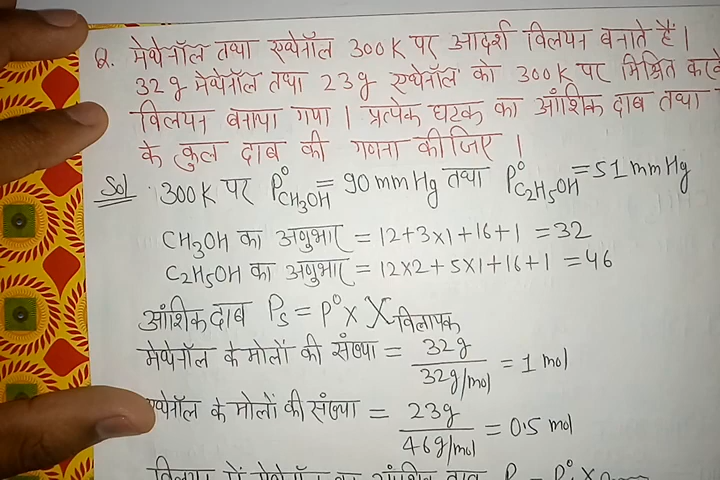 Q. मेथेनॉल तथा एथेनॉल 300K पर आदर्श विलयन बनाते हैं।
32g मेथेनॉल तथा 23g एथेनॉल को 300K पर मिश्रित करके
विलयन बनाया गया। प्रत्येक घटक का आंशिक दाब तथा
के कुल दाब की गणना कीजिए।
Sol 300K पर P°CH3OH = 90 mm Hg तथा P°C2H5OH = 51 mm Hg
CH3OH का अणुभार = 12+3×1+16+1 = 32
C2H5OH का अणुभार = 12×2+5×1+16+1 = 46
आंशिक दाब Ps = P° × X विलायक
मेथेनॉल के मोलों की संख्या = 32g / 32g/mol = 1 mol
एथेनॉल के मोलों की संख्या = 23g / 46g/mol = 0.5 mol